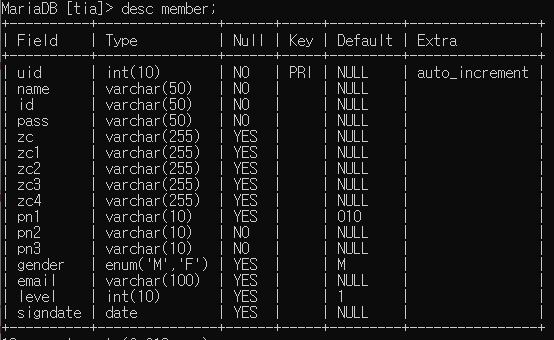 MariaDB [tia]> desc member;
+----------+---------------+------+-----+---------+----------------+
| Field | Type | Null | Key | Default | Extra |
+----------+---------------+------+-----+---------+----------------+
| uid | int(10) | NO | PRI | NULL | auto_increment |
| name | varchar(50) | NO | | NULL | |
| id | varchar(50) | NO | | NULL | |
| pass | varchar(50) | NO | | NULL | |
| zc | varchar(255) | YES | | NULL | |
| zc1 | varchar(255) | YES | | NULL | |
| zc2 | varchar(255) | YES | | NULL | |
| zc3 | varchar(255) | YES | | NULL | |
| zc4 | varchar(255) | YES | | NULL | |
| pn1 | varchar(10) | YES | | 010 | |
| pn2 | varchar(10) | NO | | NULL | |
| pn3 | varchar(10) | NO | | NULL | |
| gender | enum('M','F') | YES | | M | |
| email | varchar(100) | YES | | NULL | |
| level | int(10) | YES | | 1 | |
| signdate | date | YES | | NULL | |
+----------+---------------+------+-----+---------+----------------+